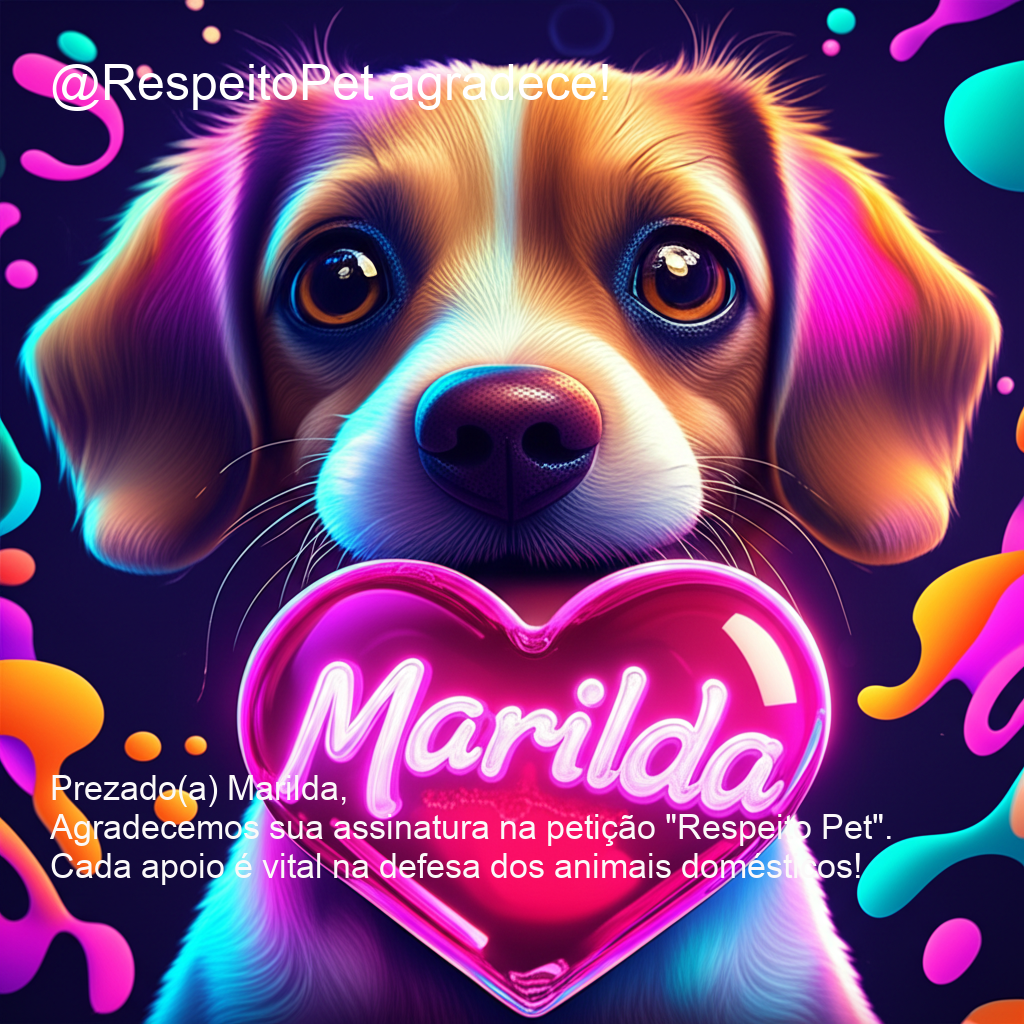 @RespeitoPet agradece!
Marilda
Prezado(a) Marilda,
Agradecemos sua assinatura na petição "Respeito Pet".
Cada apoio é vital na defesa dos animais domésticos!